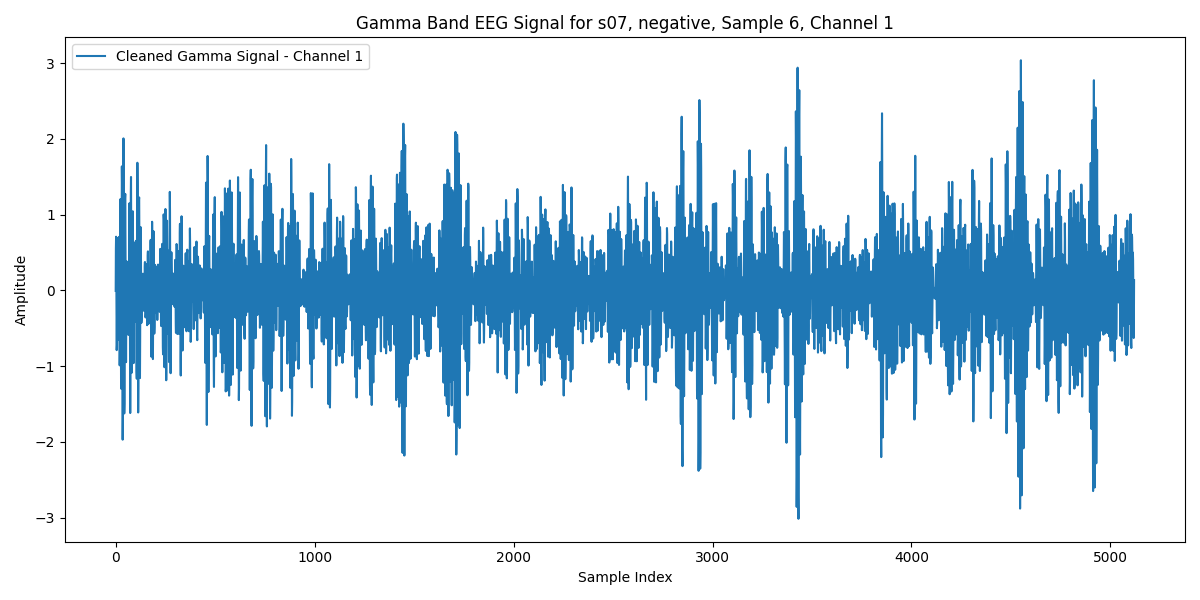 Gamma Band EEG Signal for s07, negative, Sample 6, Channel 1
Cleaned Gamma Signal - Channel 1
Amplitude
3
2
1
0
−1
−2
−3
0 1000 2000 3000 4000 5000
Sample Index